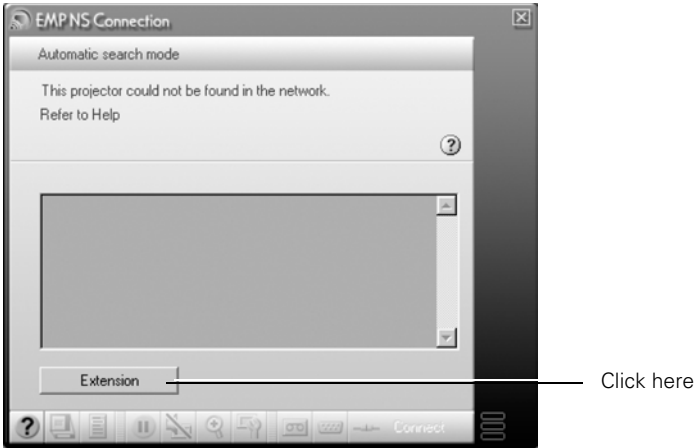 EMP NS Connection
Automatic search mode
This projector could not be found in the network.
Refer to Help
?
Extension
Click here
?
Connect